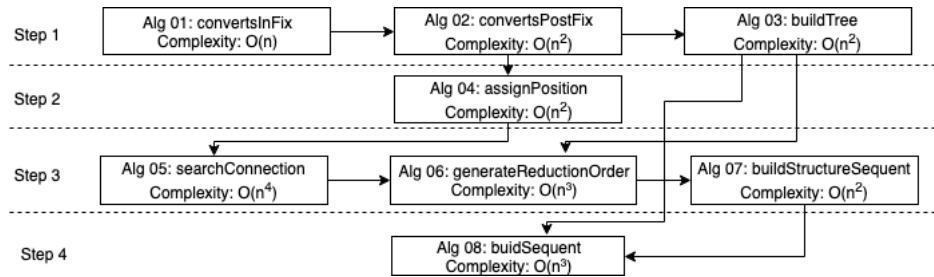 Step 1
Alg 01: convertsInFix
Complexity: O(n)
Alg 02: convertsPostFix
Complexity: O(n²)
Alg 03: buildTree
Complexity: O(n²)
Step 2
Alg 04: assignPosition
Complexity: O(n²)
Step 3
Alg 05: searchConnection
Complexity: O(n⁴)
Alg 06: generateReductionOrder
Complexity: O(n³)
Alg 07: buildStructureSequent
Complexity: O(n²)
Step 4
Alg 08: buidSequent
Complexity: O(n³)